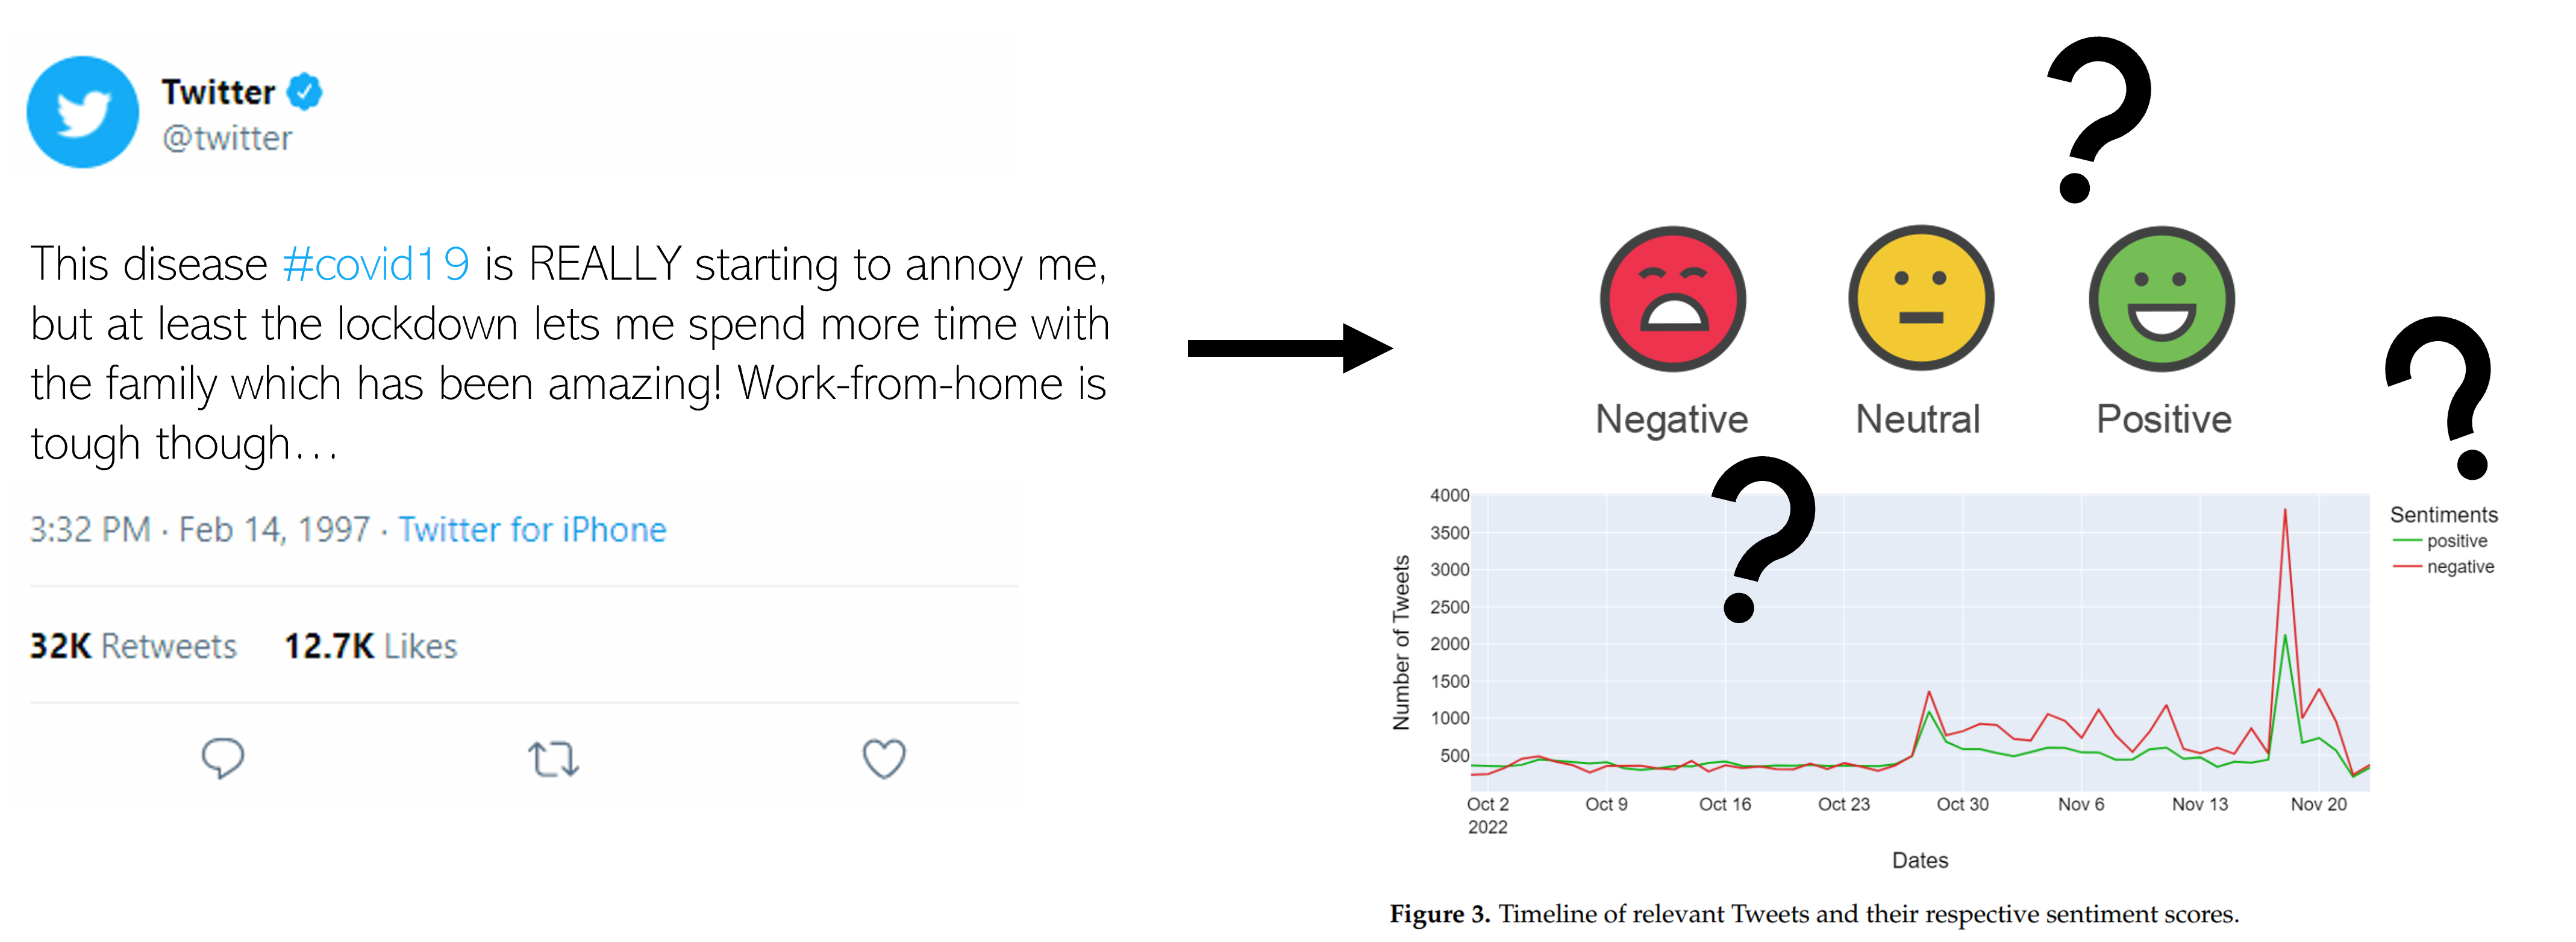 Twitter
@twitter
This disease #covid19 is REALLY starting to annoy me,
but at least the lockdown lets me spend more time with
the family which has been amazing! Work-from-home is
tough though...
3:32 PM · Feb 14, 1997 · Twitter for iPhone
32K Retweets 12.7K Likes
?
?
Negative Neutral Positive
?
4000
3500
3000
2500
2000
1500
1000
500
Number of Tweets
Sentiments
positive
negative
Oct 2 Oct 9 Oct 16 Oct 23 Oct 30 Nov 6 Nov 13 Nov 20
2022
Dates
Figure 3. Timeline of relevant Tweets and their respective sentiment scores.